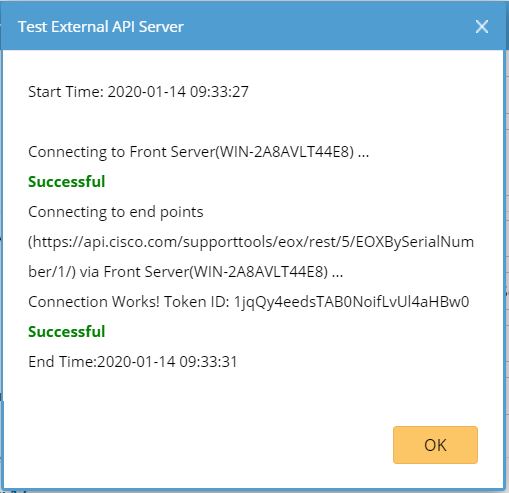 Test External API Server
Start Time: 2020-01-14 09:33:27
Connecting to Front Server(WIN-2A8AVLT44E8) ...
Successful
Connecting to end points
(https://api.cisco.com/supporttools/eox/rest/5/EOXBySerialNum
ber/1/) via Front Server(WIN-2A8AVLT44E8) ...
Connection Works! Token ID: 1jqQy4eedsTAB0NoifLvUl4aHBw0
Successful
End Time:2020-01-14 09:33:31
OK